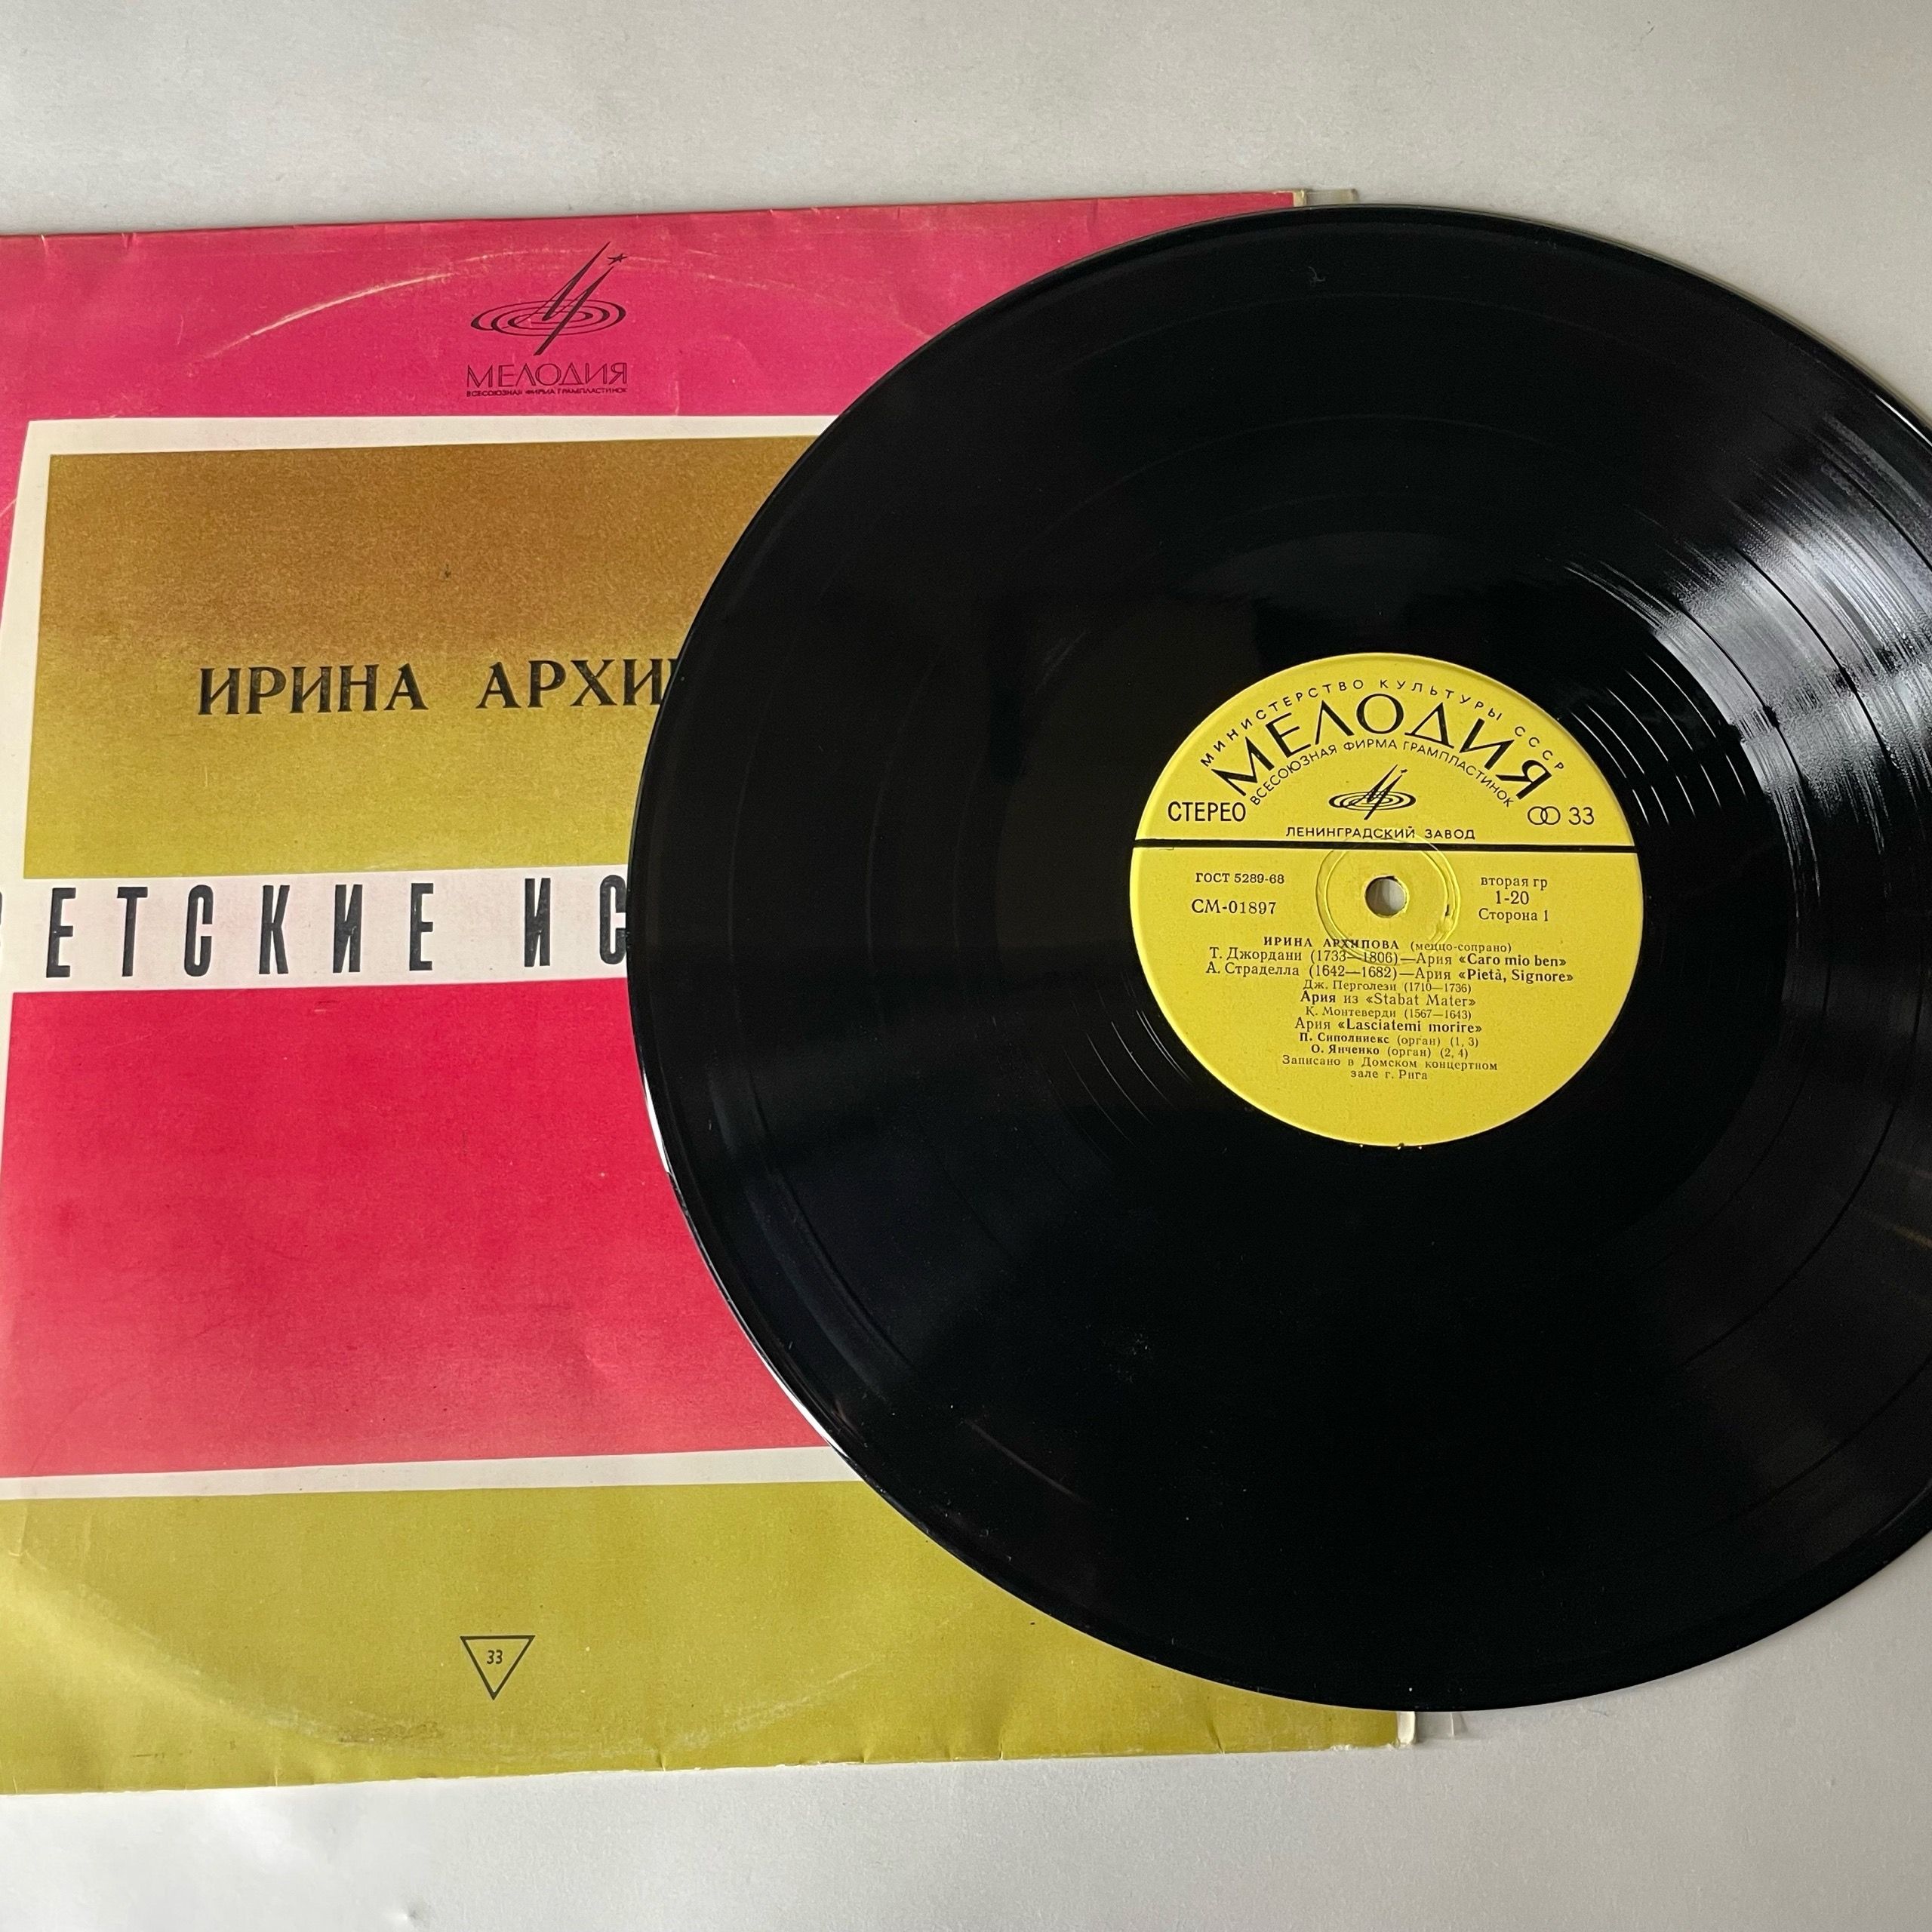 МЕЛОДИЯ
ВСЕСОЮЗНАЯ ФИРМА ГРАМПЛАСТИНОК
ИРИНА АРХИ
ЕТСКИЕ ИС
33
МИНИСТЕРСТВО КУЛЬТУРЫ СССР
МЕЛОДИЯ
ВСЕСОЮЗНАЯ ФИРМА ГРАМПЛАСТИНОК
СТЕРЕО 33
ЛЕНИНГРАДСКИЙ ЗАВОД
ГОСТ 5289-68
СМ-01897
вторая гр
1-20
Сторона 1
ИРИНА АРХИПОВА (меццо-сопрано)
Т. Джордани (1733—1806)—Ария «Caro mio ben»
А. Страделла (1642—1682)—Ария «Pietà, Signore»
Дж. Перголези (1710—1736)
Ария из «Stabat Mater»
К. Монтеверди (1567—1643)
Ария «Lasciatemi morire»
П. Сиполниекс (орган) (1, 3)
О. Янченко (орган) (2, 4)
Записано в Домском концертном
зале г. Рига